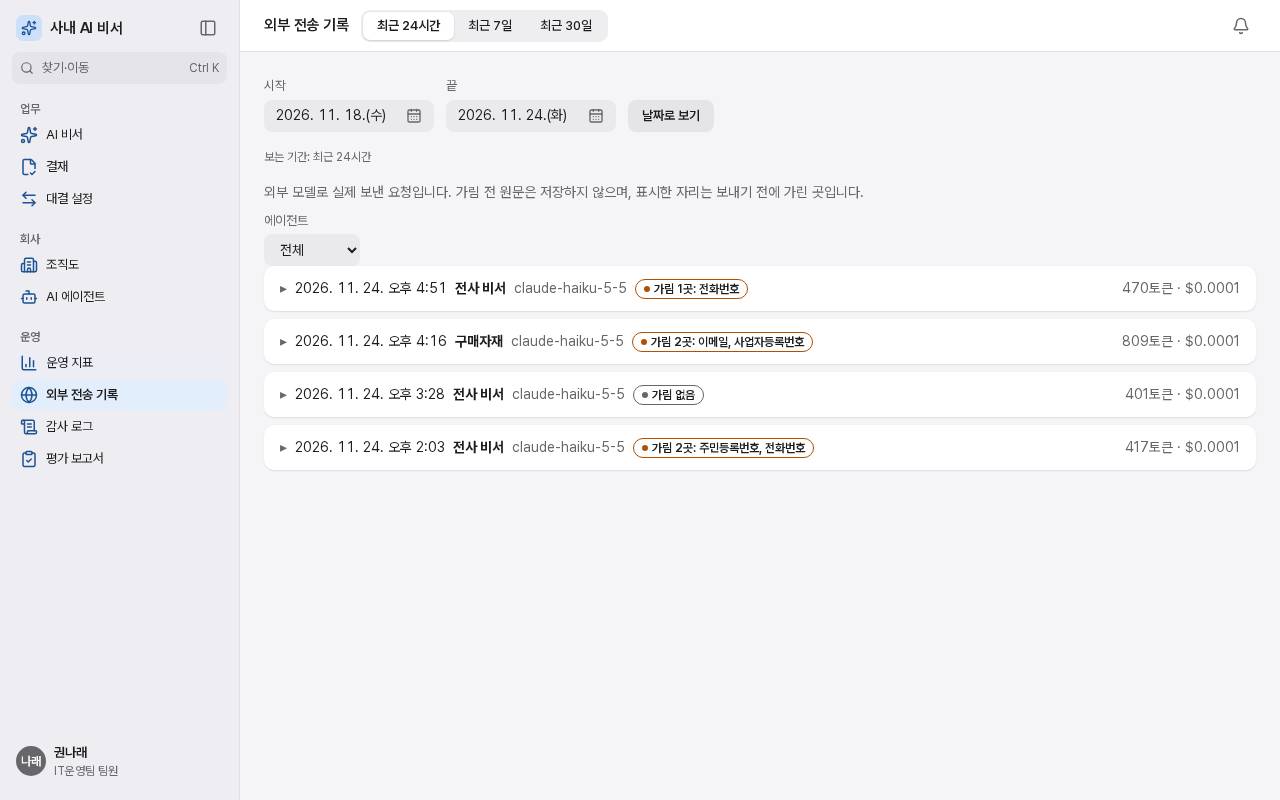 사내 AI 비서
찾기·이동 Ctrl K
업무
AI 비서
결재
대결 설정
회사
조직도
AI 에이전트
운영
운영 지표
외부 전송 기록
감사 로그
평가 보고서
나래
권나래
IT운영팀 팀원
외부 전송 기록 최근 24시간 최근 7일 최근 30일
시작 끝
2026. 11. 18.(수) 2026. 11. 24.(화) 날짜로 보기
보는 기간: 최근 24시간
외부 모델로 실제 보낸 요청입니다. 가림 전 원문은 저장하지 않으며, 표시한 자리는 보내기 전에 가린 곳입니다.
에이전트
전체
2026. 11. 24. 오후 4:51 전사 비서 claude-haiku-5-5 가림 1곳: 전화번호 470토큰 · $0.0001
2026. 11. 24. 오후 4:16 구매자재 claude-haiku-5-5 가림 2곳: 이메일, 사업자등록번호 809토큰 · $0.0001
2026. 11. 24. 오후 3:28 전사 비서 claude-haiku-5-5 가림 없음 401토큰 · $0.0001
2026. 11. 24. 오후 2:03 전사 비서 claude-haiku-5-5 가림 2곳: 주민등록번호, 전화번호 417토큰 · $0.0001